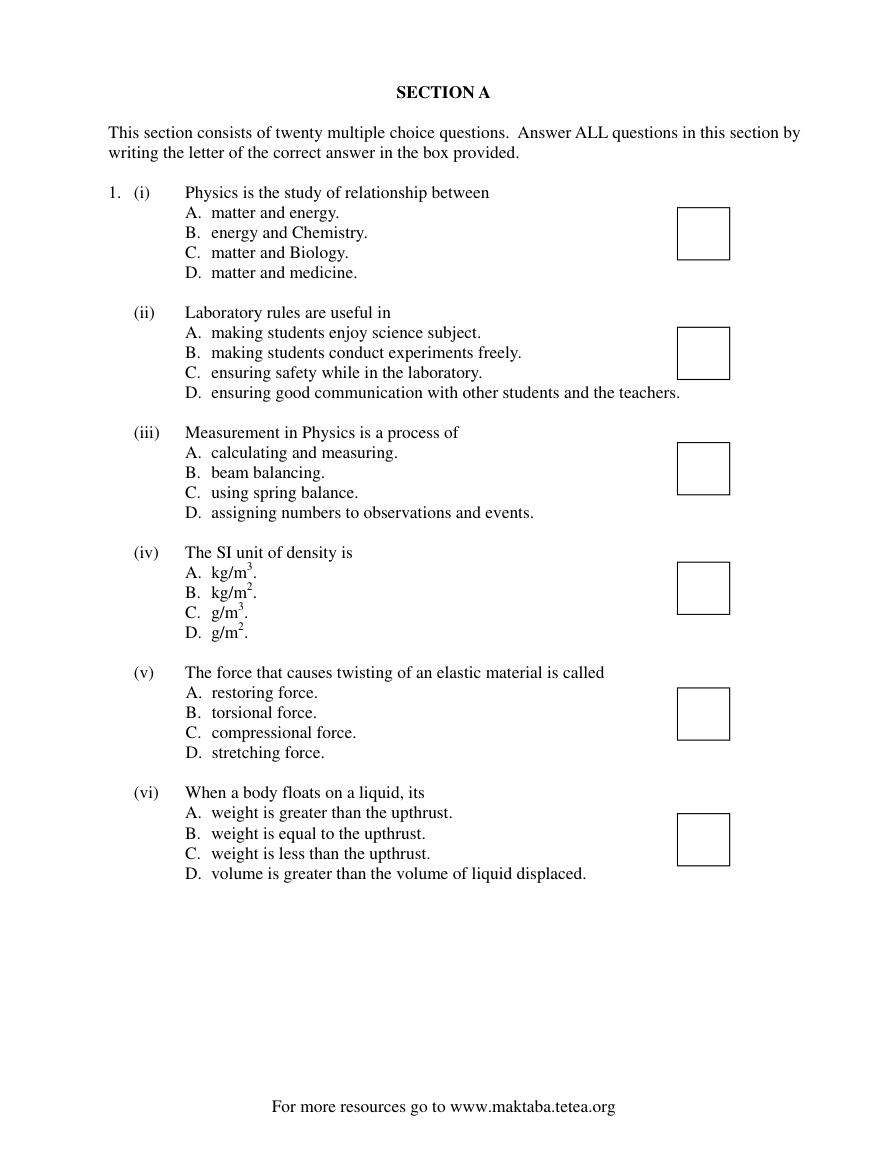 SECTION A
This section consists of twenty multiple choice questions.  Answer ALL questions in this section by
writing the letter of the correct answer in the box provided.
1. (i) Physics is the study of relationship between
A. matter and energy.
B. energy and Chemistry.
C. matter and Biology.
D. matter and medicine.
(ii) Laboratory rules are useful in
A. making students enjoy science subject.
B. making students conduct experiments freely.
C. ensuring safety while in the laboratory.
D. ensuring good communication with other students and the teachers.
(iii) Measurement in Physics is a process of
A. calculating and measuring.
B. beam balancing.
C. using spring balance.
D. assigning numbers to observations and events.
(iv) The SI unit of density is
A. kg/m³.
B. kg/m².
C. g/m³.
D. g/m².
(v) The force that causes twisting of an elastic material is called
A. restoring force.
B. torsional force.
C. compressional force.
D. stretching force.
(vi) When a body floats on a liquid, its
A. weight is greater than the upthrust.
B. weight is equal to the upthrust.
C. weight is less than the upthrust.
D. volume is greater than the volume of liquid displaced.
For more resources go to www.maktaba.tetea.org